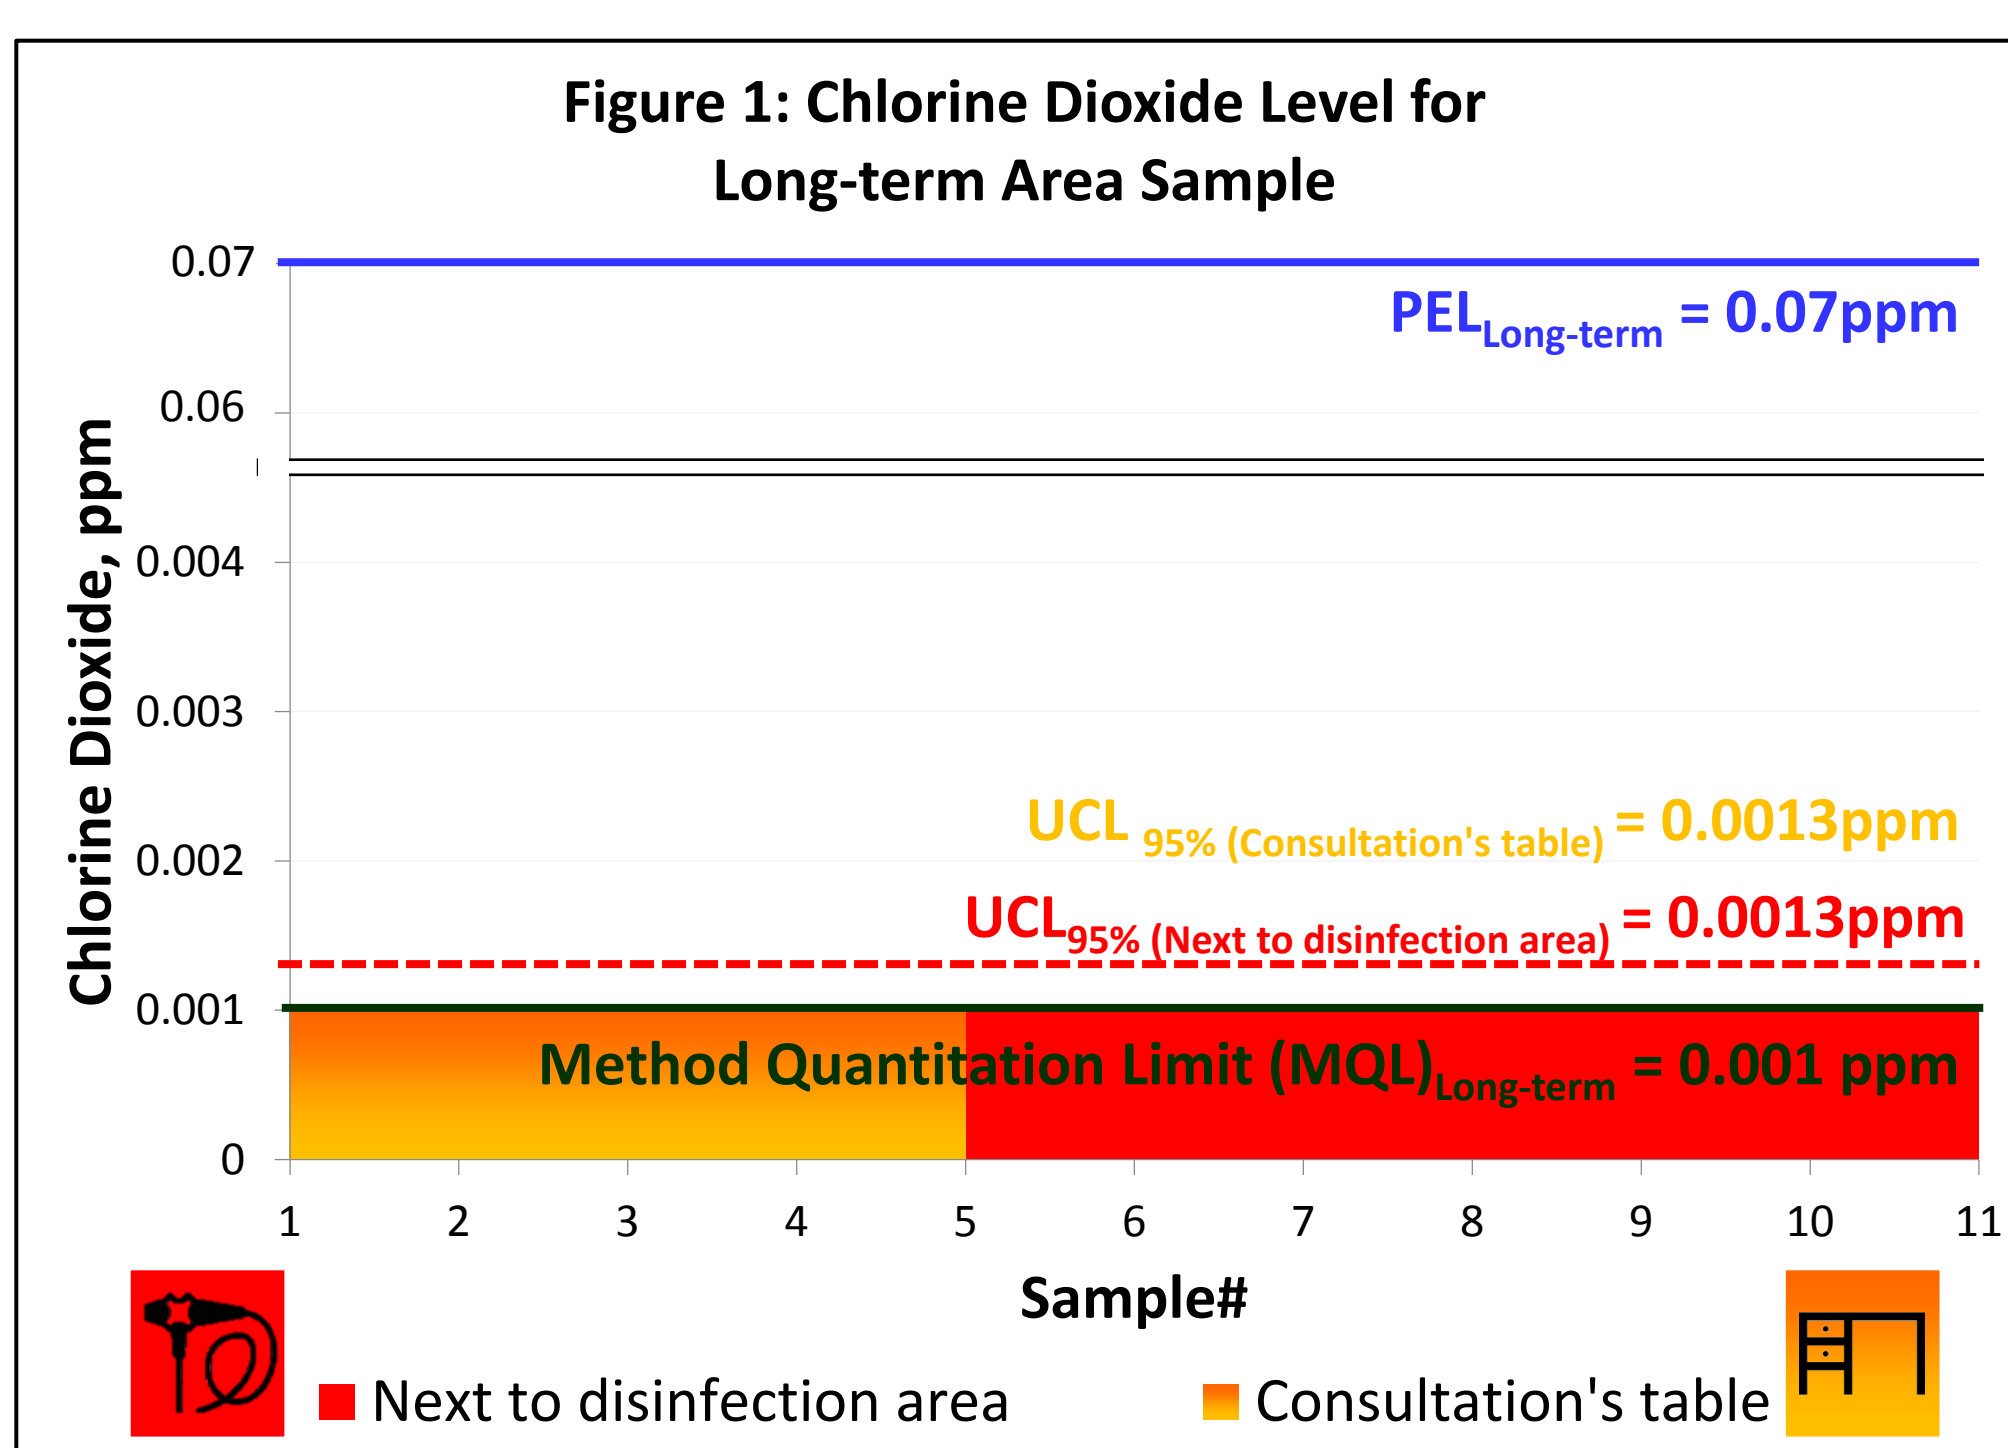 Figure 1: Chlorine Dioxide Level for
Long-term Area Sample
Chlorine Dioxide, ppm
0.07
PELLong-term = 0.07ppm
0.06
0.004
0.003
UCL 95% (Consultation's table) = 0.0013ppm
0.002
UCL95% (Next to disinfection area) = 0.0013ppm
0.001
Method Quantitation Limit (MQL)Long-term = 0.001 ppm
0
1 2 3 4 5 6 7 8 9 10 11
Sample#
Next to disinfection area
Consultation's table